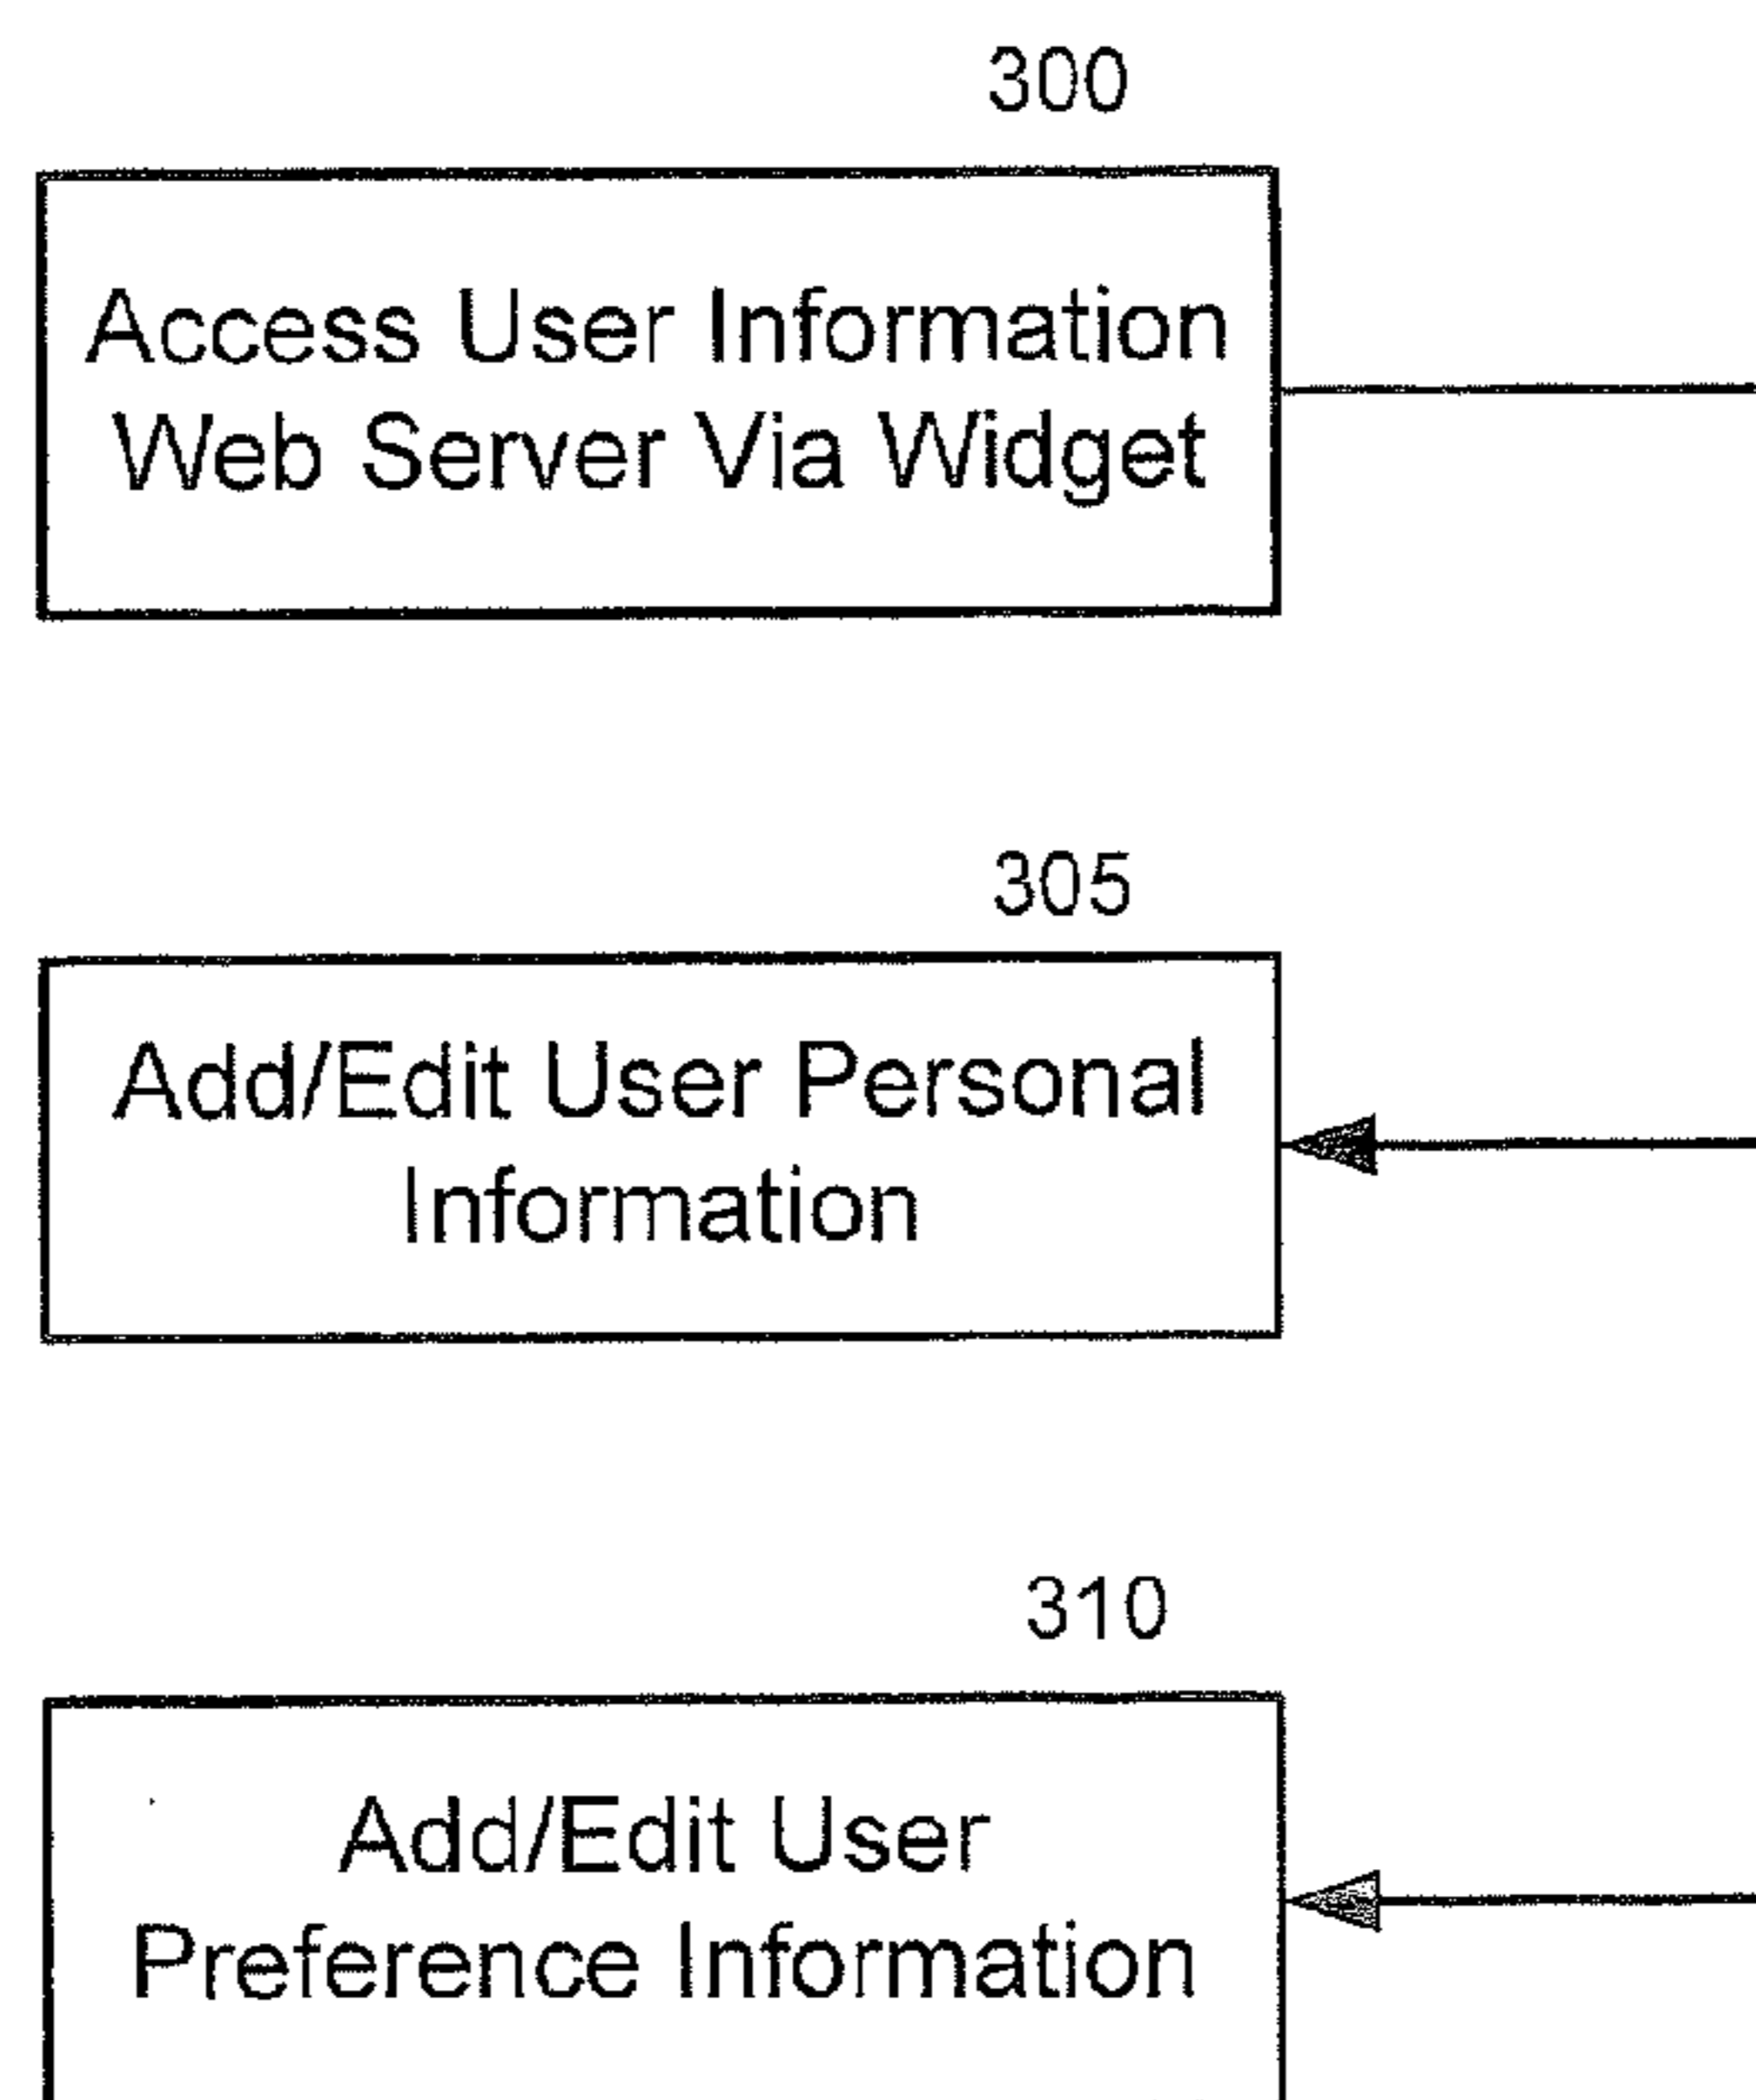 300
Access User Information
Web Server Via Widget
305
Add/Edit User Personal
Information
310
Add/Edit User
Preference Information